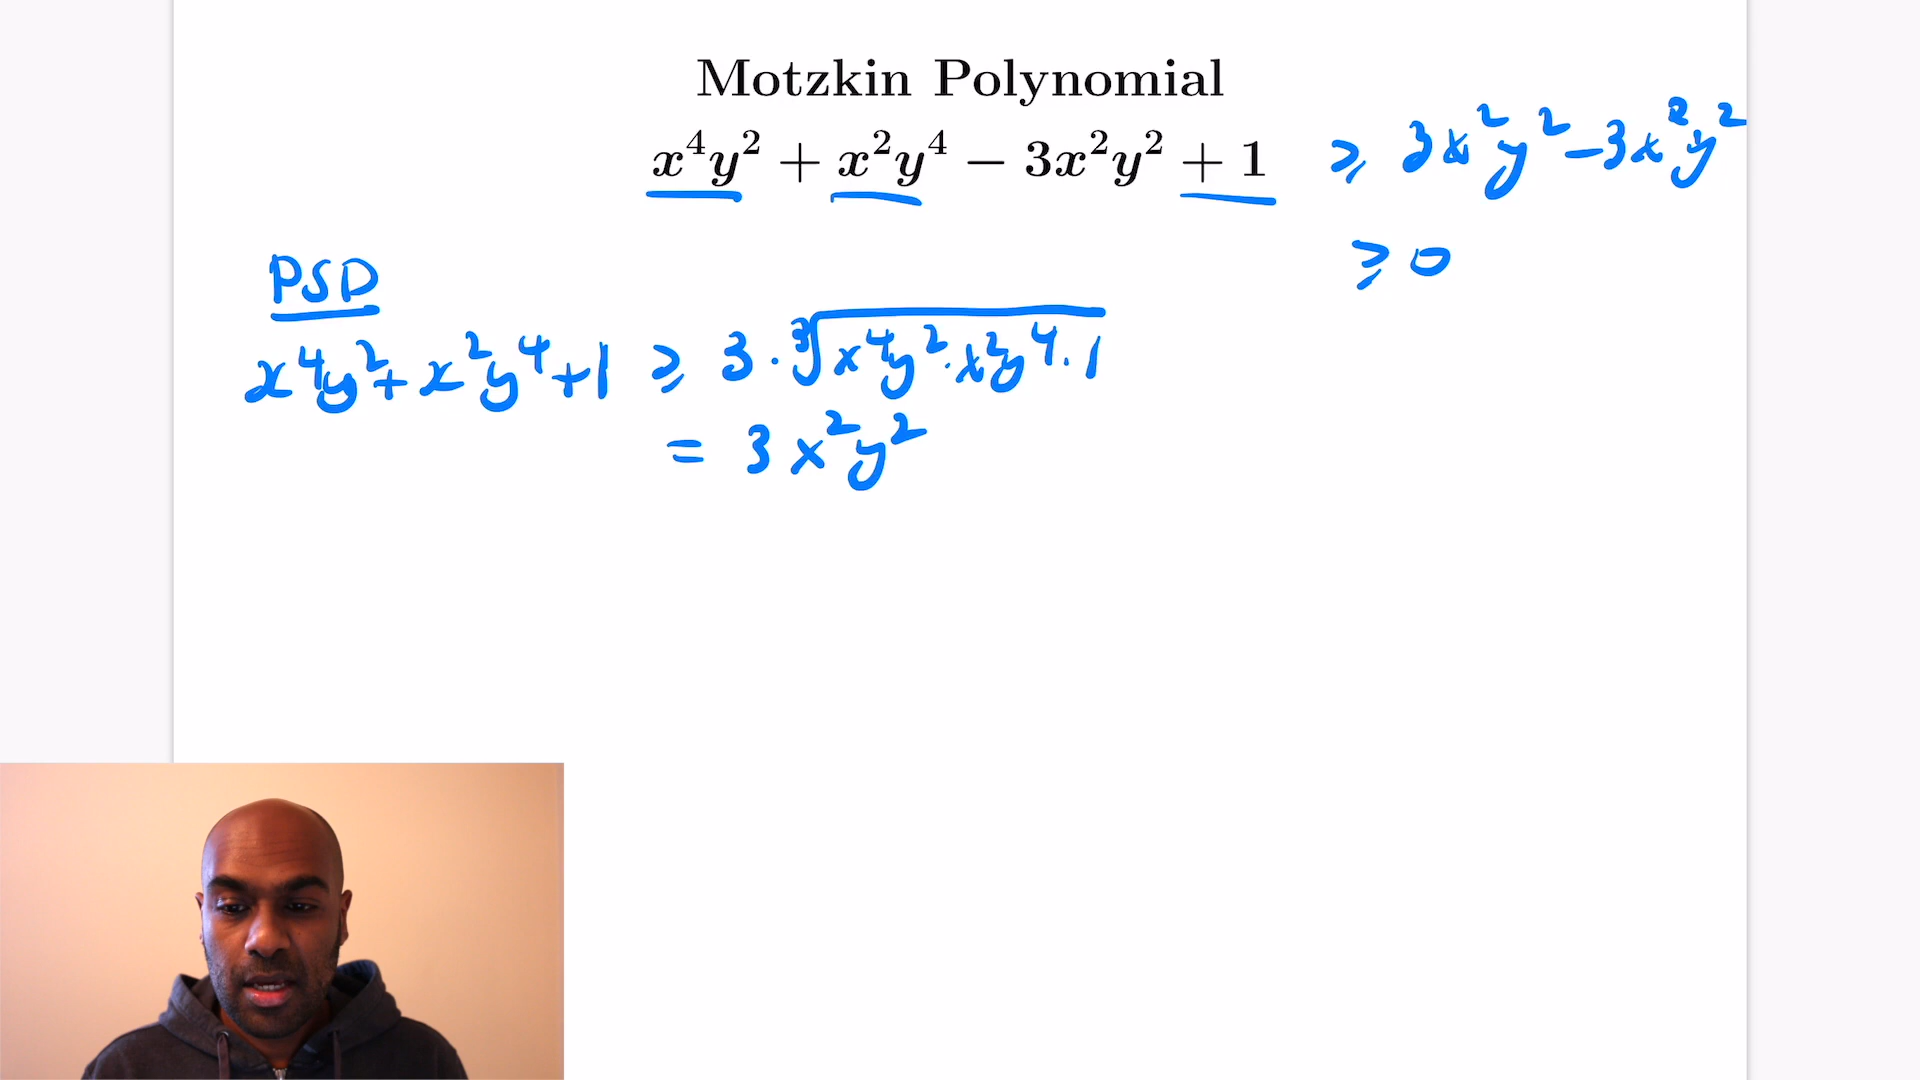 Motzkin Polynomial
x⁴y² + x²y⁴ − 3x²y² + 1 ≥ 3x²y² − 3x²y²
≥ 0
PSD
x⁴y² + x²y⁴ + 1 ≥ 3 · ∛(x⁴y² · x²y⁴ · 1)
= 3x²y²